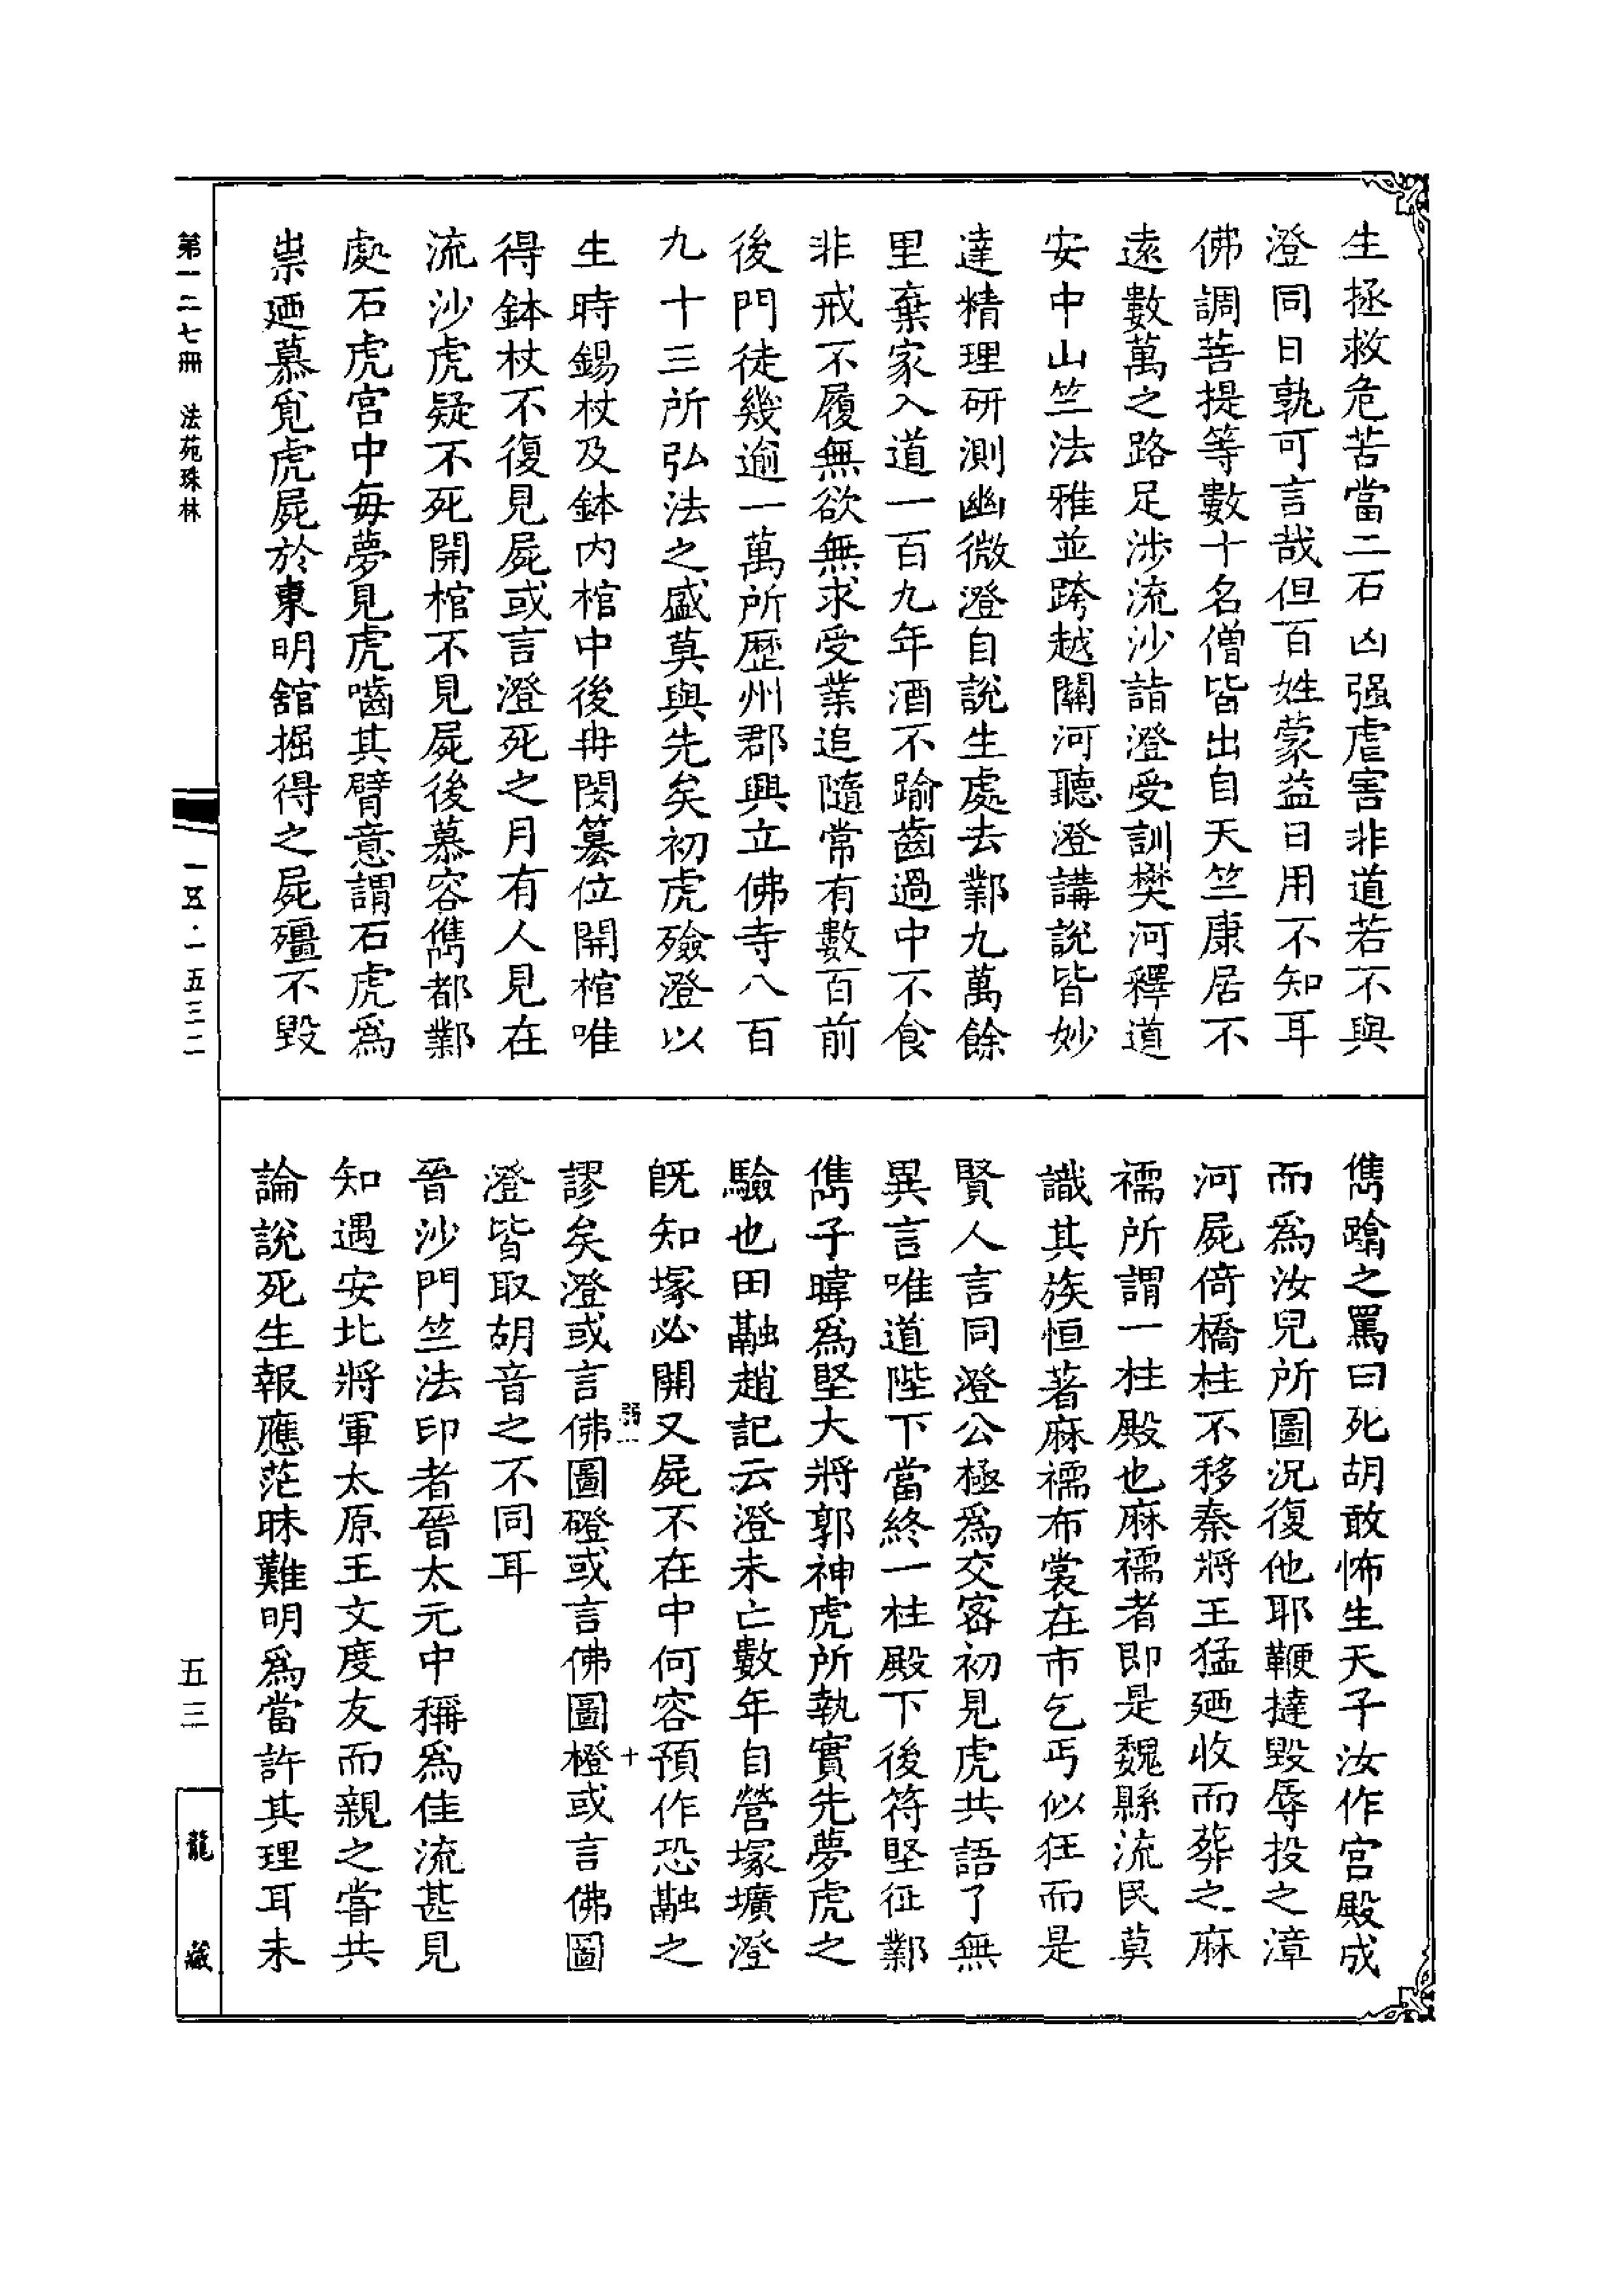 生拯救危苦當二石凶强虐害非道若不與
澄同日孰可言哉但百姓蒙益日用不知耳
佛調菩提等數十名僧皆出自天竺康居不
遠數萬之路足涉流沙詣澄受訓樊河釋道
安中山竺法雅並跨越關河聽澄講說皆妙
達精理研測幽微澄自說生處去鄴九萬餘
里棄家入道一百九年酒不踰齒過中不食
非戒不履無欲無求受業追隨常有數百前
後門徒幾逾一萬所歷州郡興立佛寺八百
九十三所弘法之盛莫與先矣初虎殮澄以
生時錫杖及鉢内棺中後冉閔篡位開棺唯
得鉢杖不復見屍或言澄死之月有人見在
流沙虎疑不死開棺不見屍後慕容儁都鄴
處石虎宫中每夢見虎嚙其臂意謂石虎爲
祟廼慕覓虎屍於東明舘掘得之屍殭不毀
儁蹋之罵曰死胡敢怖生天子汝作宫殿成
而爲汝兒所圖況復他耶鞭撻毀辱投之漳
河屍倚橋柱不移秦將王猛廼收而葬之麻
襦所謂一柱殿也麻襦者即是魏縣流民莫
識其族恒著麻襦布裳在市乞丐似狂而是
賢人言同澄公極爲交密初見虎共語了無
異言唯道陛下當終一柱殿下後符堅征鄴
儁子暐爲堅大將郭神虎所執實先夢虎之
驗也田融趙記云澄未亡數年自營塚壙澄
旣知塚必開又屍不在中何容預作恐融之
謬矣澄或言佛圖磴或言佛圖橙或言佛圖
澄皆取胡音之不同耳
晉沙門竺法印者晉太元中稱爲佳流甚見
知遇安北將軍太原王文度友而親之嘗共
論說死生報應茫昧難明爲當許其理耳未
十
第一二七冊 法苑珠林
一五·一五三二
五三
龍藏